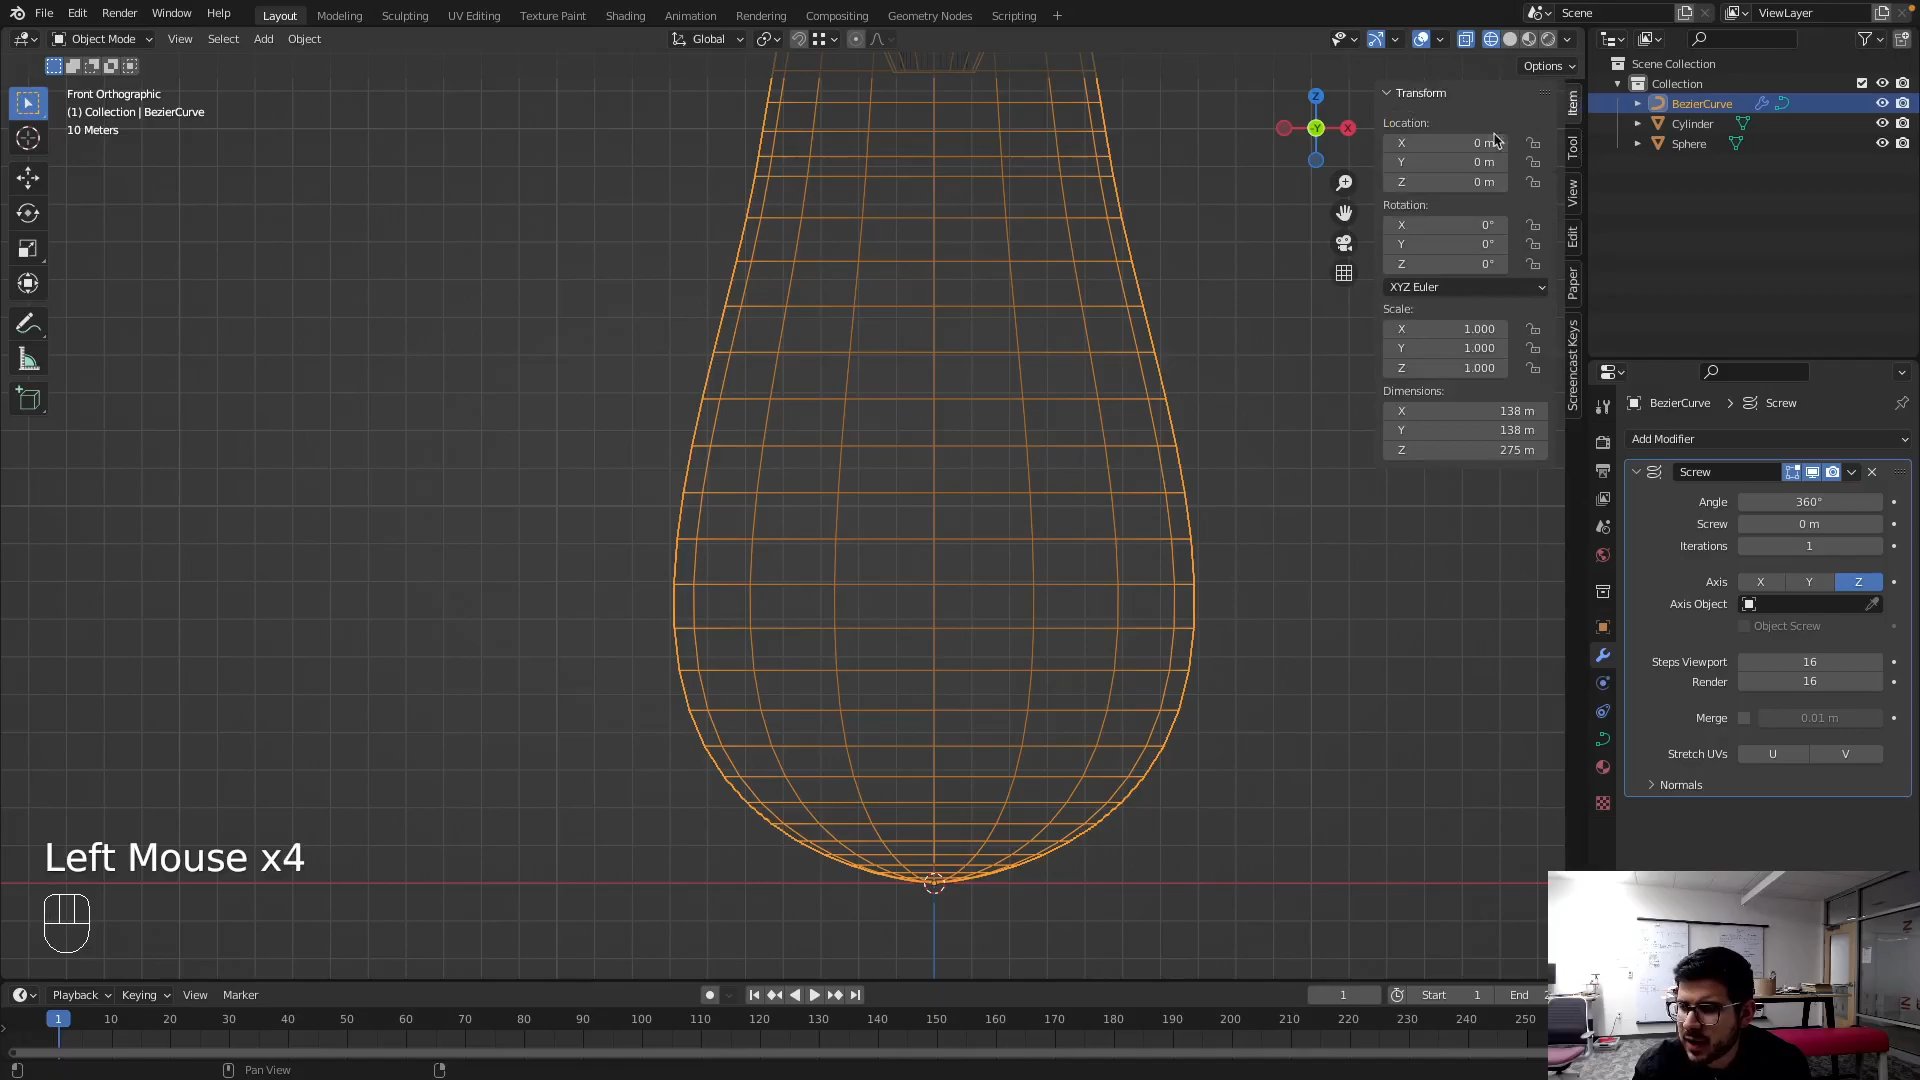 File Edit Render Window Help Layout Modeling Sculpting UV Editing Texture Paint Shading Animation Rendering Compositing Geometry Nodes Scripting + Scene ViewLayer
Object Mode View Select Add Object Global
Options
Front Orthographic
(1) Collection | BezierCurve
10 Meters
Z
Y
X
Transform
Location:
X 0 m
Y 0 m
Z 0 m
Rotation:
X 0°
Y 0°
Z 0°
XYZ Euler
Scale:
X 1.000
Y 1.000
Z 1.000
Dimensions:
X 138 m
Y 138 m
Z 275 m
Item
Tool
View
Edit
Paper
Screencast Keys
Scene Collection
Collection
BezierCurve
Cylinder
Sphere
BezierCurve > Screw
Add Modifier
Screw
Angle 360°
Screw 0 m
Iterations 1
Axis X Y Z
Axis Object
Object Screw
Steps Viewport 16
Render 16
Merge 0.01 m
Stretch UVs U V
Normals
Left Mouse x4
Playback Keying View Marker 1 Start 1 End
1 10 20 30 40 50 60 70 80 90 100 110 120 130 140 150 160 170 180 190 200 210 220 230 240 250
Pan View